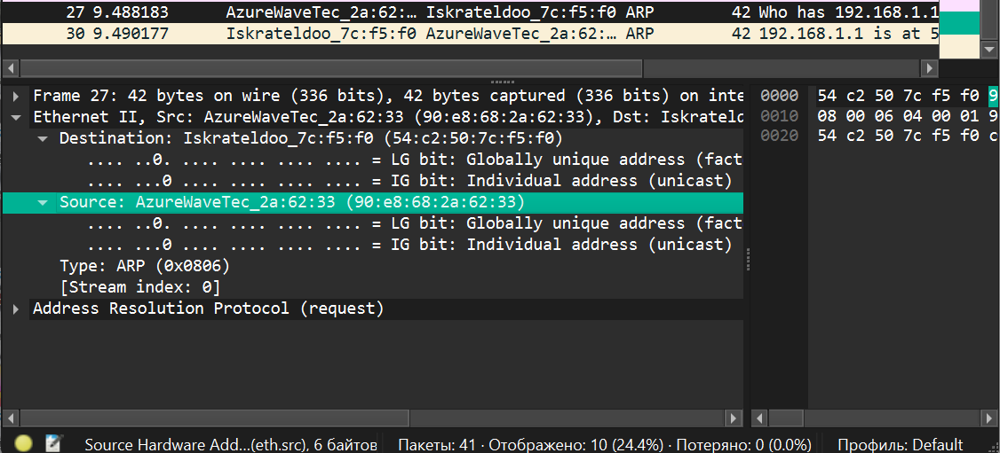 27 9.488183 AzureWaveTec_2a:62:… Iskrateldoo_7c:f5:f0 ARP 42 Who has 192.168.1.1
30 9.490177 Iskrateldoo_7c:f5:f0 AzureWaveTec_2a:62:… ARP 42 192.168.1.1 is at 5
Frame 27: 42 bytes on wire (336 bits), 42 bytes captured (336 bits) on inte
Ethernet II, Src: AzureWaveTec_2a:62:33 (90:e8:68:2a:62:33), Dst: Iskrateld
Destination: Iskrateldoo_7c:f5:f0 (54:c2:50:7c:f5:f0)
.... ..0. .... .... .... .... = LG bit: Globally unique address (fact
.... ...0 .... .... .... .... = IG bit: Individual address (unicast)
Source: AzureWaveTec_2a:62:33 (90:e8:68:2a:62:33)
.... ..0. .... .... .... .... = LG bit: Globally unique address (fact
.... ...0 .... .... .... .... = IG bit: Individual address (unicast)
Type: ARP (0x0806)
[Stream index: 0]
Address Resolution Protocol (request)
0000 54 c2 50 7c f5 f0 9
0010 08 00 06 04 00 01 9
0020 54 c2 50 7c f5 f0 c
Source Hardware Add...(eth.src), 6 байтов
Пакеты: 41 · Отображено: 10 (24.4%) · Потеряно: 0 (0.0%)
Профиль: Default